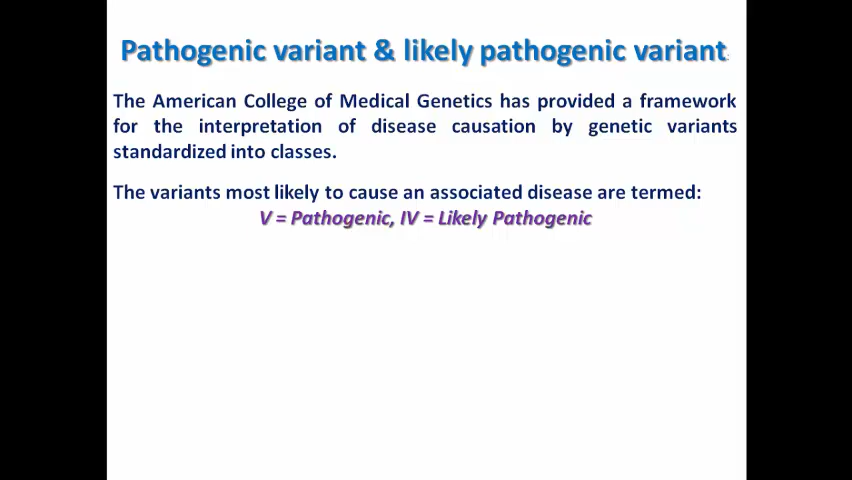 Pathogenic variant & likely pathogenic variant
The American College of Medical Genetics has provided a framework
for the interpretation of disease causation by genetic variants
standardized into classes.
The variants most likely to cause an associated disease are termed:
V = Pathogenic, IV = Likely Pathogenic